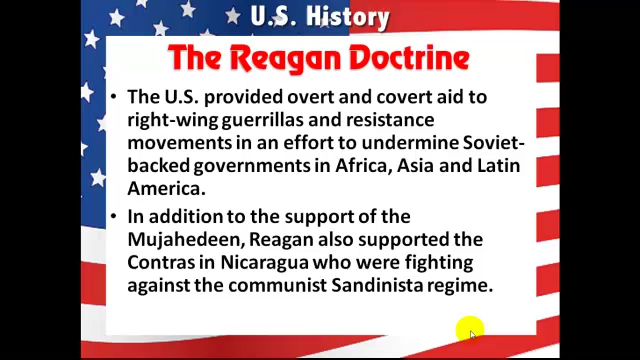 U.S. History
The Reagan Doctrine
• The U.S. provided overt and covert aid to
right-wing guerrillas and resistance
movements in an effort to undermine Soviet-
backed governments in Africa, Asia and Latin
America.
• In addition to the support of the
Mujahedeen, Reagan also supported the
Contras in Nicaragua who were fighting
against the communist Sandinista regime.